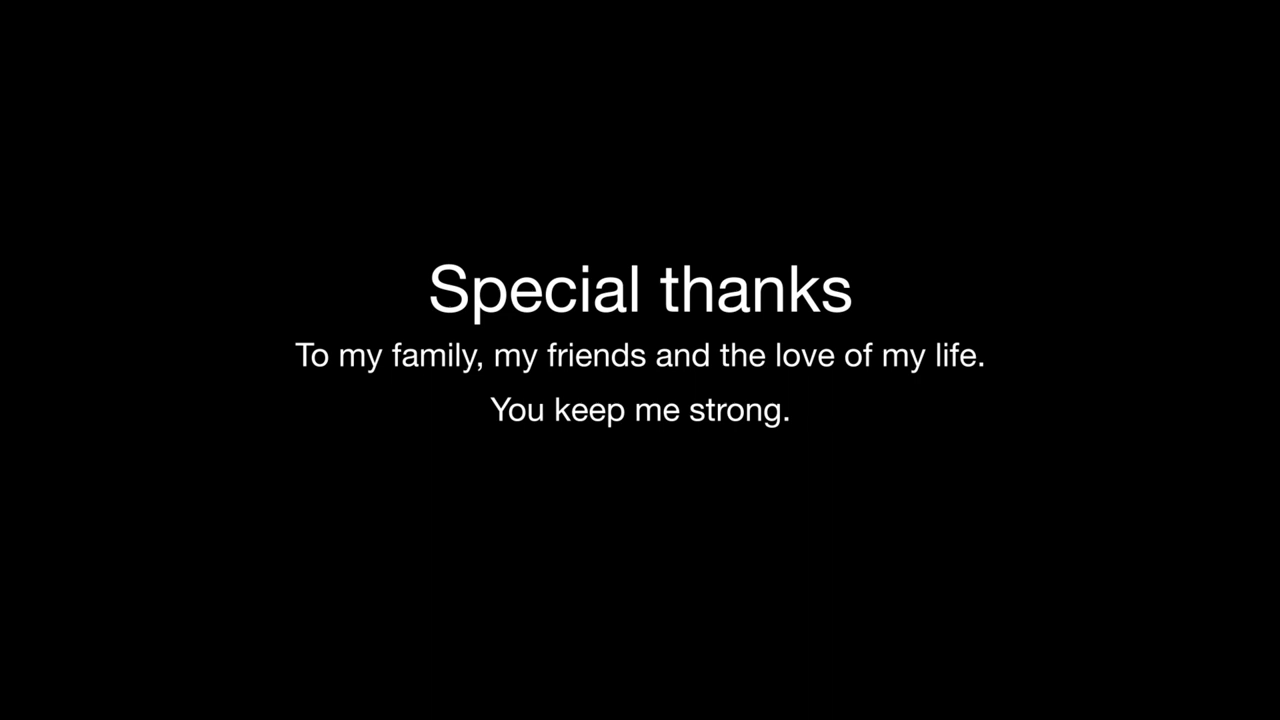 Special thanks
To my family, my friends and the love of my life.
You keep me strong.